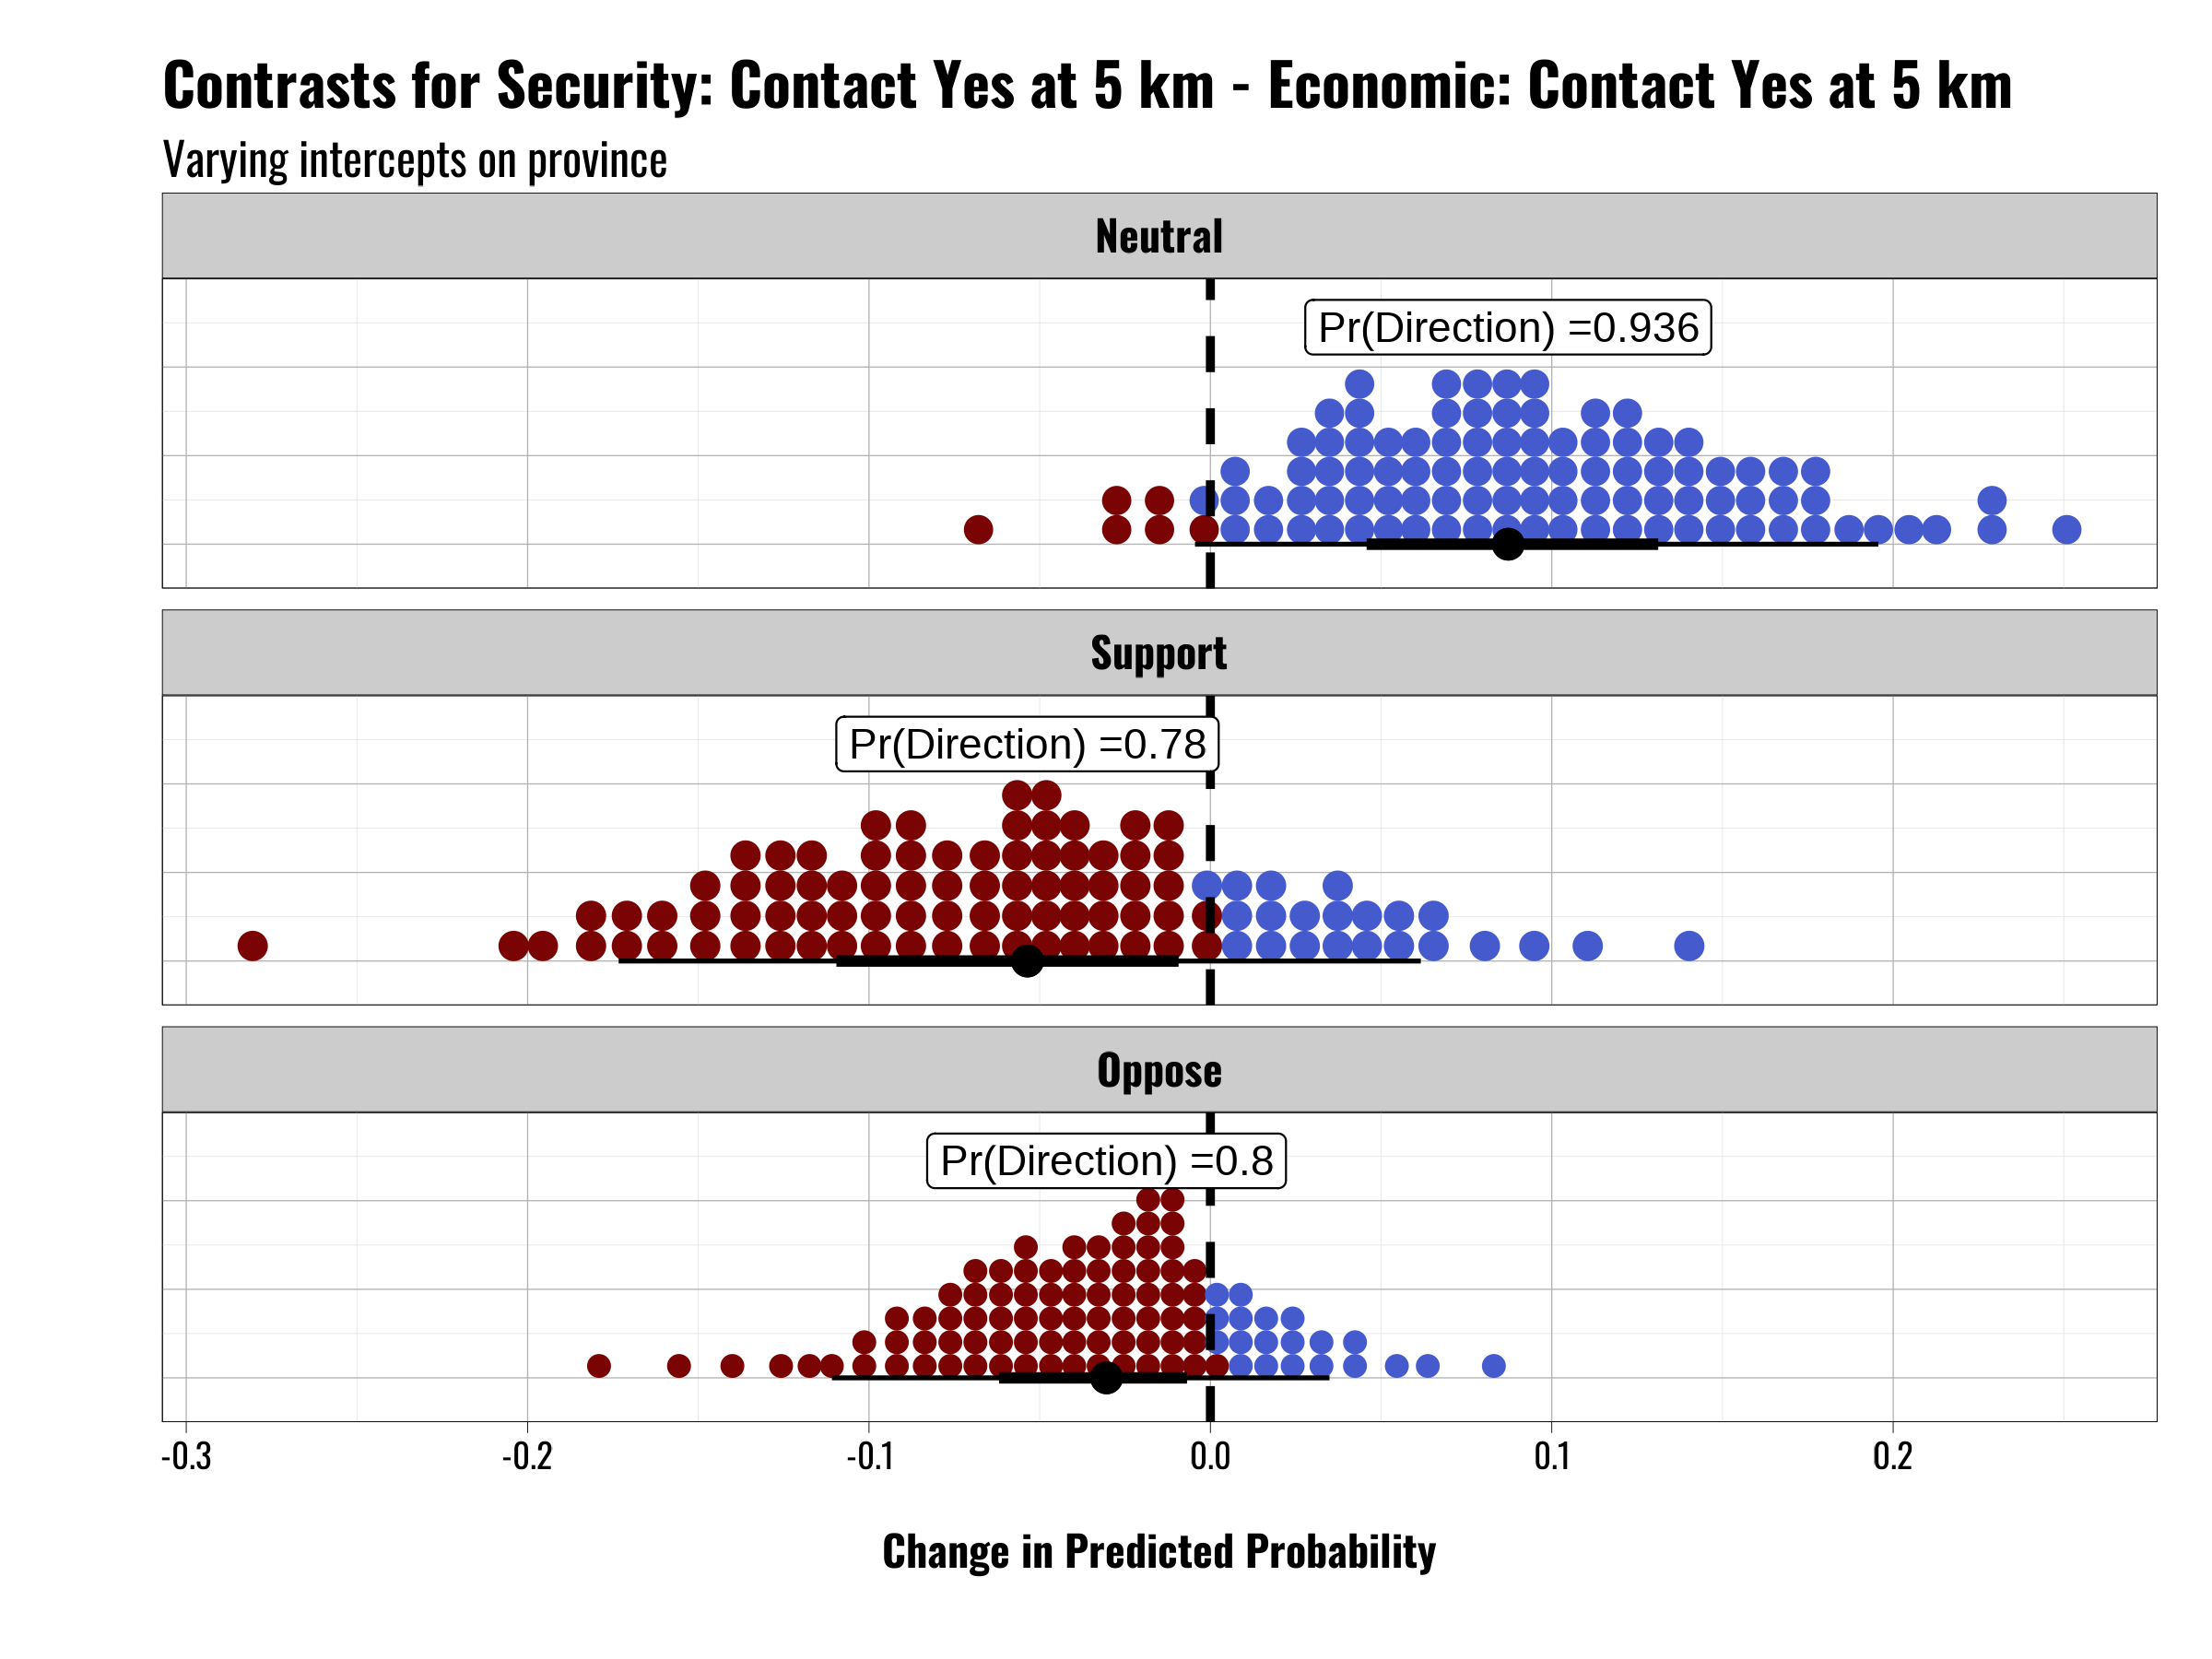 Contrasts for Security: Contact Yes at 5 km - Economic: Contact Yes at 5 km
Varying intercepts on province
Neutral
Pr(Direction) =0.936
Support
Pr(Direction) =0.78
Oppose
Pr(Direction) =0.8
-0.3 -0.2 -0.1 0.0 0.1 0.2
Change in Predicted Probability